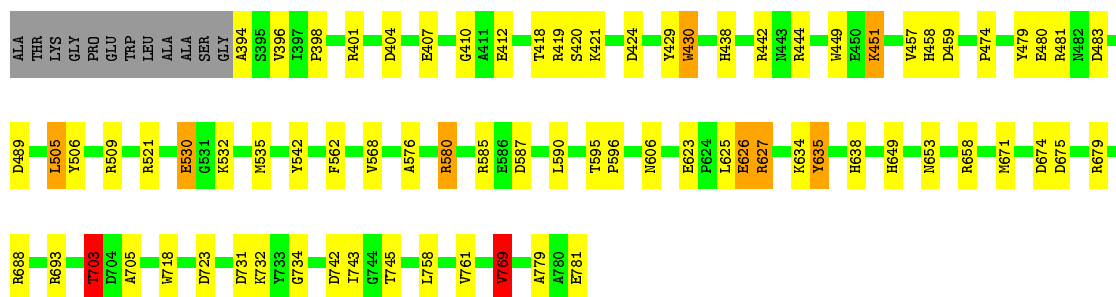 ALA THR LYS GLY PRO GLU TRP LEU ALA ALA SER GLY A394 S395 V396 I397 P398 R401 D404 E407 G410 A411 E412 T418 R419 S420 K421 D424 Y429 W430 H438 R442 N443 R444 W449 E450 K451 V457 H458 D459 P474 Y479 E480 R481 N482 D483
D489 L505 Y506 R509 R521 E530 G531 K532 M535 Y542 F562 V568 A576 R580 R585 E586 D587 L590 T595 P596 N606 E623 P624 L625 E626 R627 K634 Y635 H638 H649 N653 R658 M671 D674 D675 R679
R688 R693 T703 D704 A705 W718 D723 D731 K732 Y733 G734 D742 I743 G744 T745 L758 V761 V769 A779 A780 E781